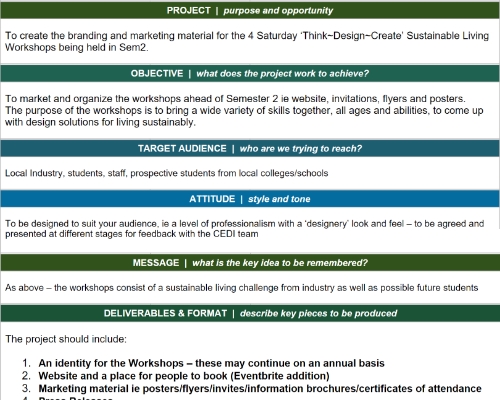 PROJECT | purpose and opportunity
To create the branding and marketing material for the 4 Saturday 'Think~Design~Create' Sustainable Living
Workshops being held in Sem2.
OBJECTIVE | what does the project work to achieve?
To market and organize the workshops ahead of Semester 2 ie website, invitations, flyers and posters.
The purpose of the workshops is to bring a wide variety of skills together, all ages and abilities, to come up
with design solutions for living sustainably.
TARGET AUDIENCE | who are we trying to reach?
Local Industry, students, staff, prospective students from local colleges/schools
ATTITUDE | style and tone
To be designed to suit your audience, ie a level of professionalism with a 'designery' look and feel – to be agreed and
presented at different stages for feedback with the CEDI team
MESSAGE | what is the key idea to be remembered?
As above – the workshops consist of a sustainable living challenge from industry as well as possible future students
DELIVERABLES & FORMAT | describe key pieces to be produced
The project should include:
1. An identity for the Workshops – these may continue on an annual basis
2. Website and a place for people to book (Eventbrite addition)
3. Marketing material ie posters/flyers/invites/information brochures/certificates of attendance
4. Press Releases